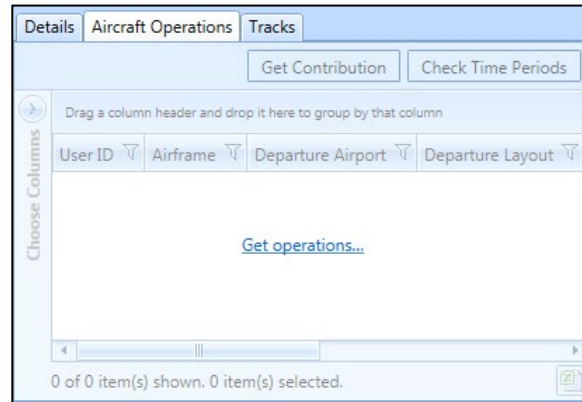 Details Aircraft Operations Tracks
Get Contribution Check Time Periods
Drag a column header and drop it here to group by that column
Choose Columns
User ID Airframe Departure Airport Departure Layout
Get operations...
0 of 0 item(s) shown. 0 item(s) selected.